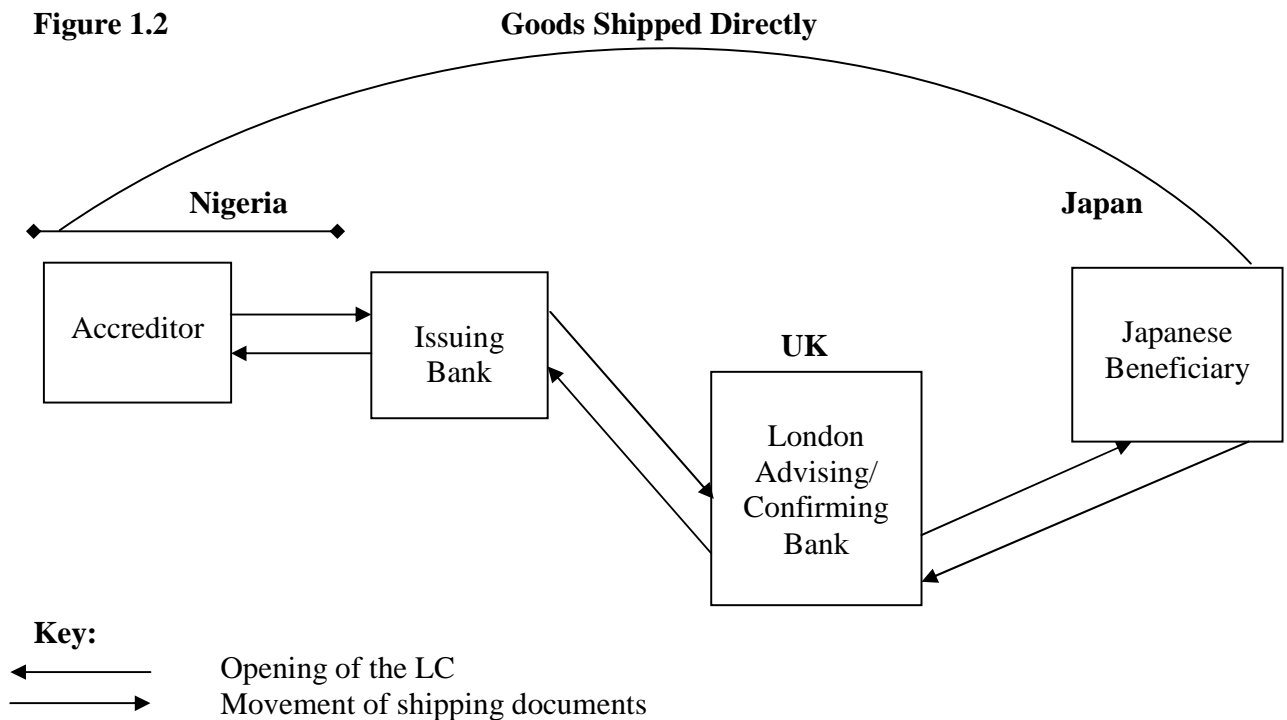 Figure 1.2
Goods Shipped Directly
Nigeria
Japan
Accreditor
Issuing
Bank
UK
Japanese
Beneficiary
London
Advising/
Confirming
Bank
Key:
Opening of the LC
Movement of shipping documents